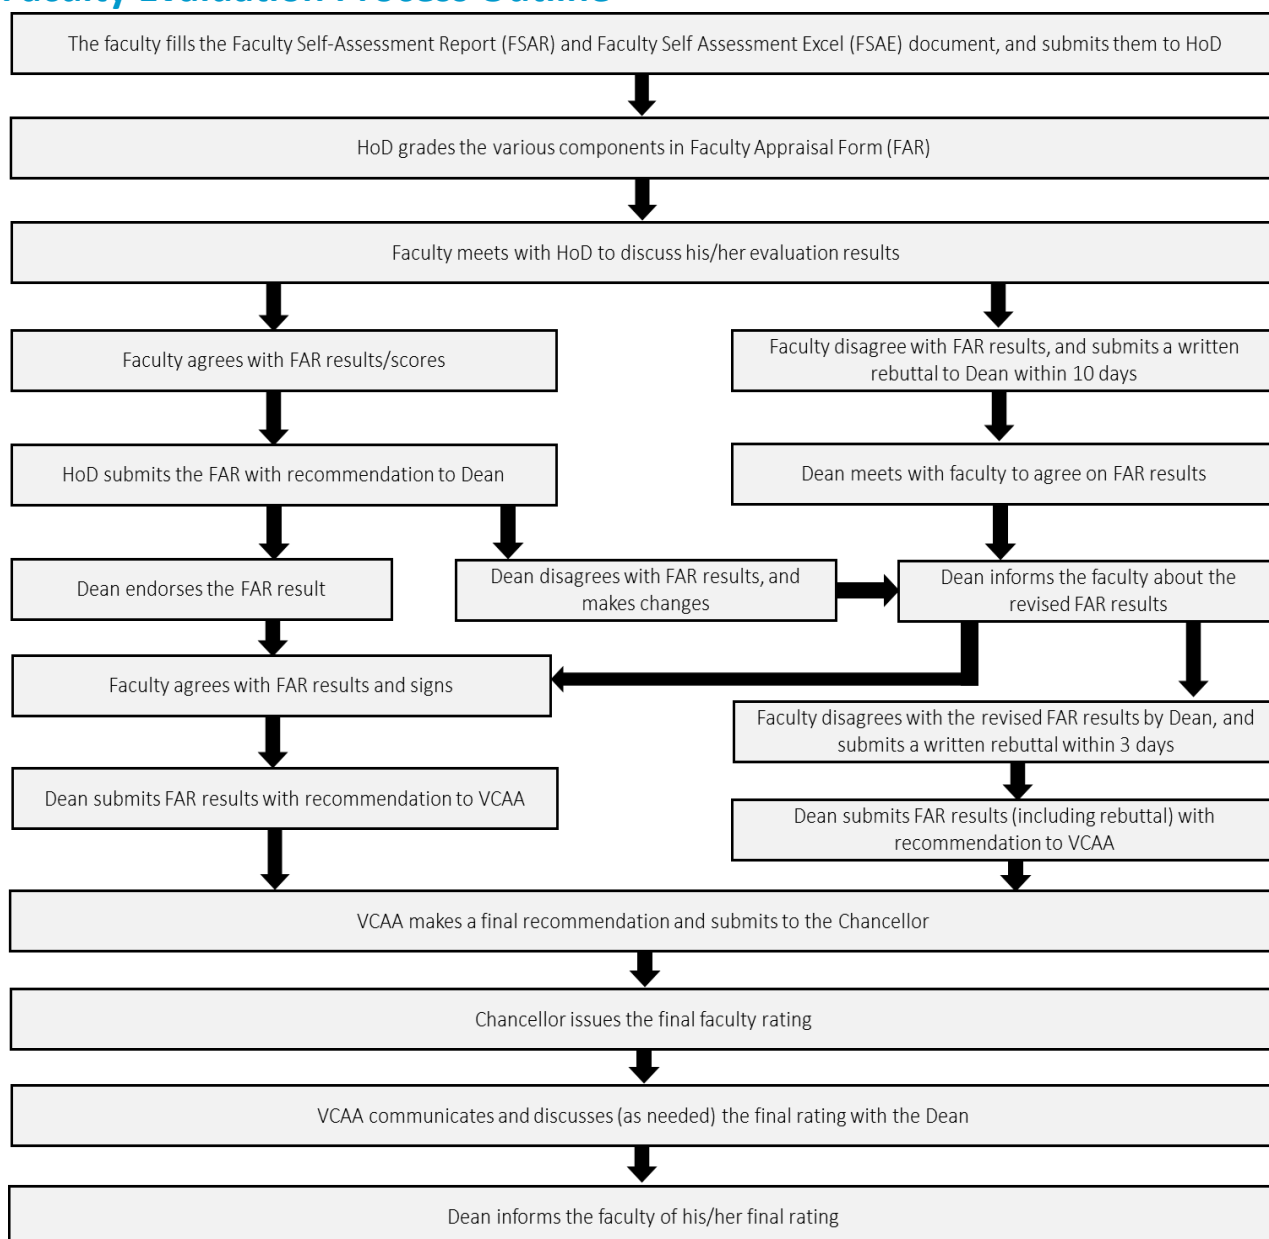 Faculty Evaluation Process Outline
The faculty fills the Faculty Self-Assessment Report (FSAR) and Faculty Self Assessment Excel (FSAE) document, and submits them to HoD
HoD grades the various components in Faculty Appraisal Form (FAR)
Faculty meets with HoD to discuss his/her evaluation results
Faculty agrees with FAR results/scores
Faculty disagree with FAR results, and submits a written
rebuttal to Dean within 10 days
HoD submits the FAR with recommendation to Dean
Dean meets with faculty to agree on FAR results
Dean endorses the FAR result
Dean disagrees with FAR results, and
makes changes
Dean informs the faculty about the
revised FAR results
Faculty agrees with FAR results and signs
Faculty disagrees with the revised FAR results by Dean, and
submits a written rebuttal within 3 days
Dean submits FAR results with recommendation to VCAA
Dean submits FAR results (including rebuttal) with
recommendation to VCAA
VCAA makes a final recommendation and submits to the Chancellor
Chancellor issues the final faculty rating
VCAA communicates and discusses (as needed) the final rating with the Dean
Dean informs the faculty of his/her final rating